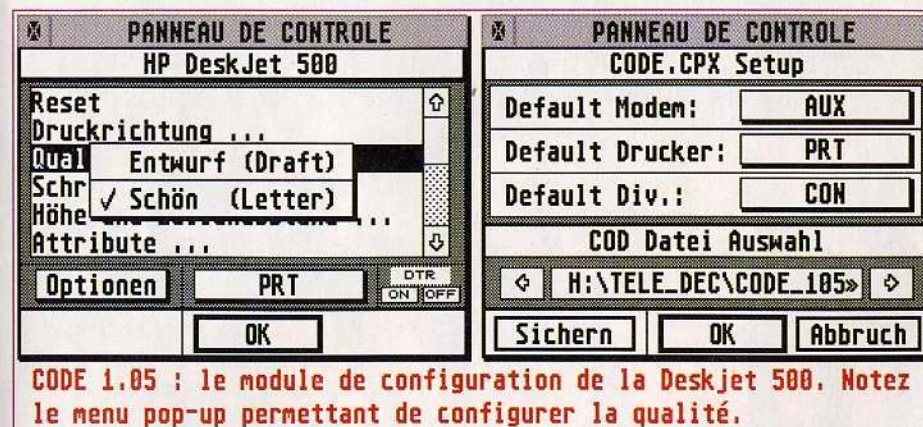 PANNEAU DE CONTROLE
HP DeskJet 500
Reset
Druckrichtung ...
Qual
Entwurf (Draft)
✓ Schön (Letter)
Schr
Höhe ...
Attribute ...
Optionen
PRT
DTR
ON OFF
OK
PANNEAU DE CONTROLE
CODE.CPX Setup
Default Modem: AUX
Default Drucker: PRT
Default Div.: CON
COD Datei Auswahl
H:\TELE_DEC\CODE_105»
Sichern OK Abbruch
CODE 1.05 : le module de configuration de la Deskjet 500. Notez
le menu pop-up permettant de configurer la qualité.